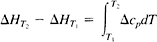 ΔH_{T_2} − ΔH_{T_1} = ∫_{T_1}^{T_2} Δc_p dT